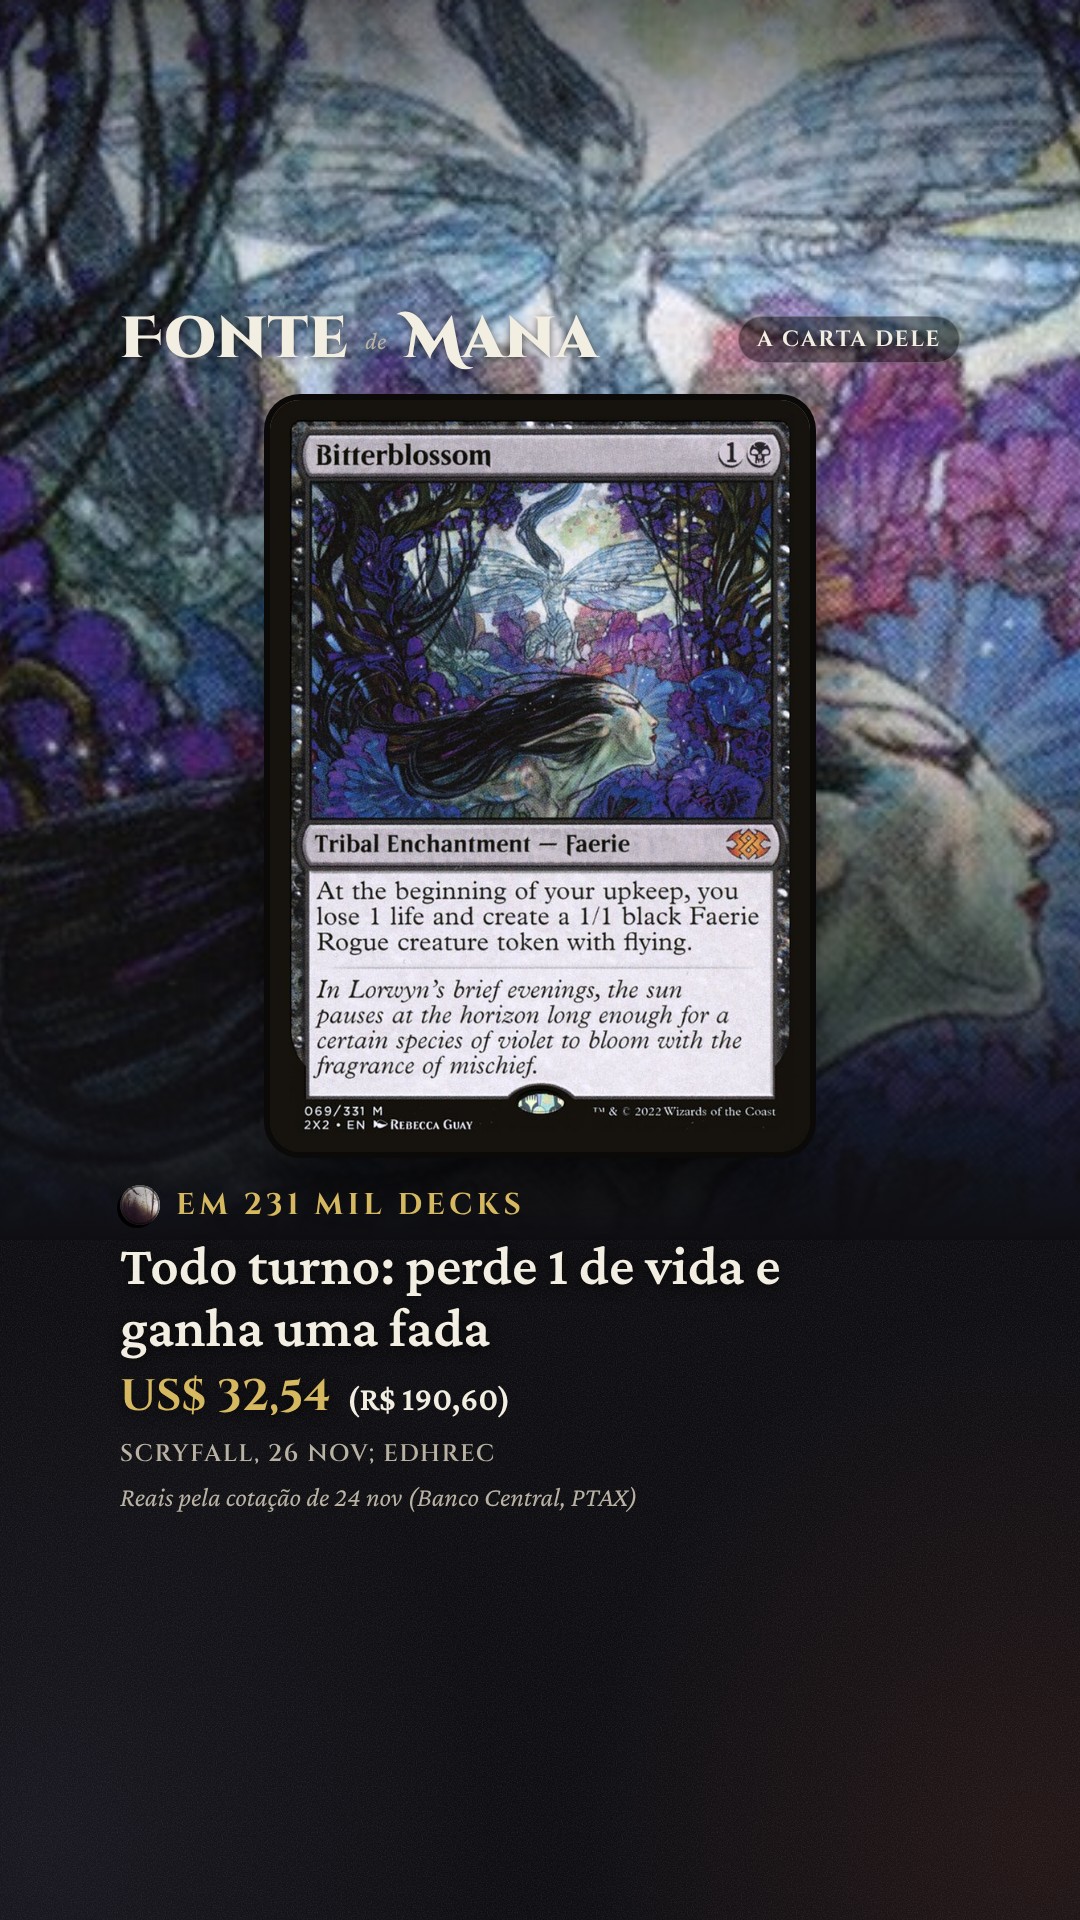 FONTE de MANA
A CARTA DELE
Bitterblossom
1
Tribal Enchantment — Faerie
At the beginning of your upkeep, you
lose 1 life and create a 1/1 black Faerie
Rogue creature token with flying.
In Lorwyn's brief evenings, the sun
pauses at the horizon long enough for a
certain species of violet to bloom with the
fragrance of mischief.
069/331 M
2X2 • EN REBECCA GUAY
™ & © 2022 Wizards of the Coast
EM 231 MIL DECKS
Todo turno: perde 1 de vida e
ganha uma fada
US$ 32,54 (R$ 190,60)
SCRYFALL, 26 NOV; EDHREC
Reais pela cotação de 24 nov (Banco Central, PTAX)